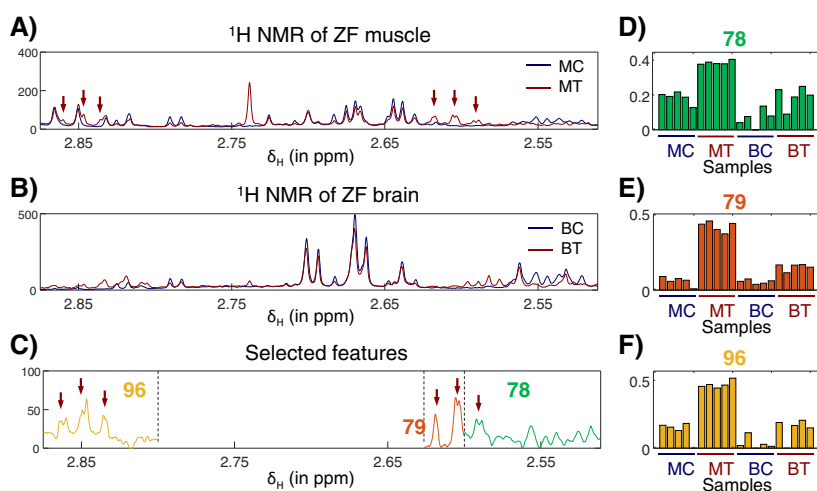 A)
¹H NMR of ZF muscle
400
200
0
MC
MT
2.85
2.75
2.65
2.55
δH (in ppm)
B)
¹H NMR of ZF brain
500
0
BC
BT
2.85
2.75
2.65
2.55
δH (in ppm)
C)
Selected features
100
50
0
96
79
78
2.85
2.75
2.65
2.55
δH (in ppm)
D)
78
0.4
0.2
0
MC
MT
BC
BT
Samples
E)
79
0.5
0
MC
MT
BC
BT
Samples
F)
96
0.5
0
MC
MT
BC
BT
Samples